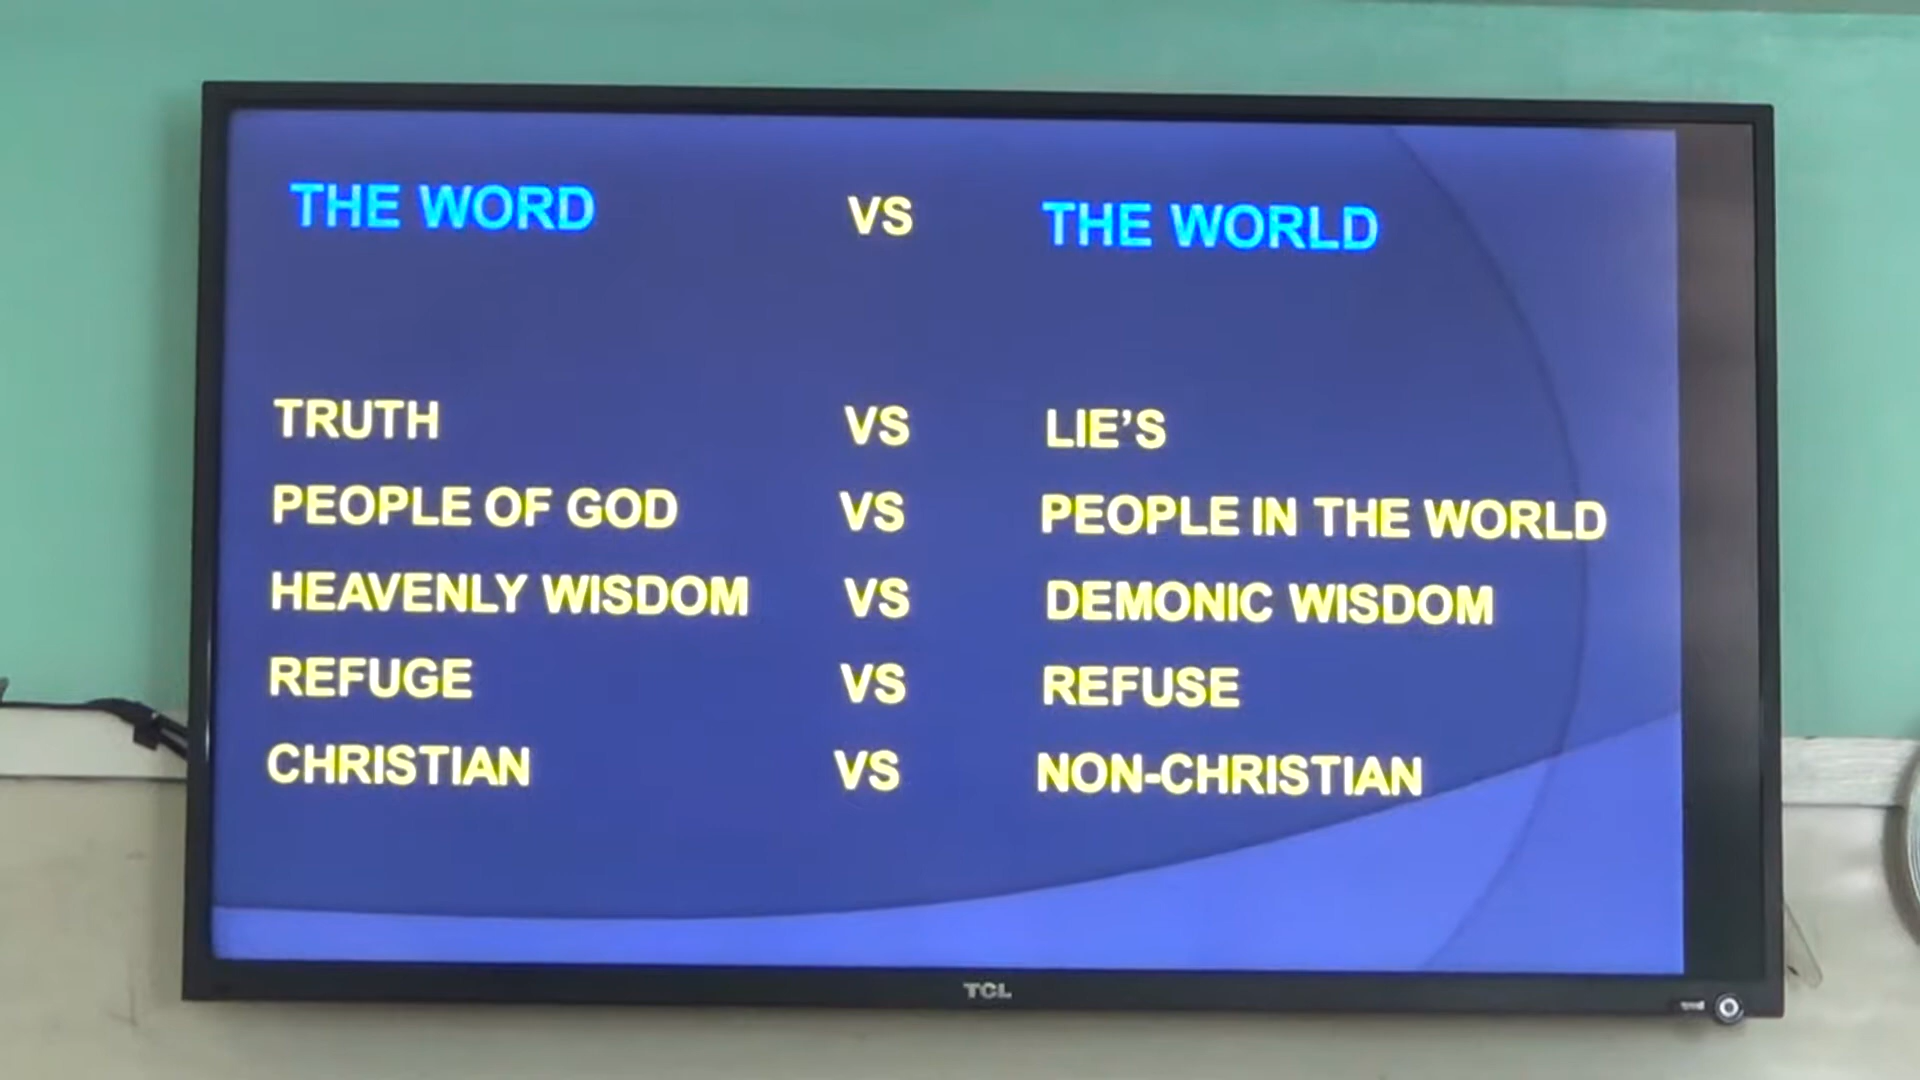 THE WORD VS THE WORLD
TRUTH VS LIE’S
PEOPLE OF GOD VS PEOPLE IN THE WORLD
HEAVENLY WISDOM VS DEMONIC WISDOM
REFUGE VS REFUSE
CHRISTIAN VS NON-CHRISTIAN
TCL